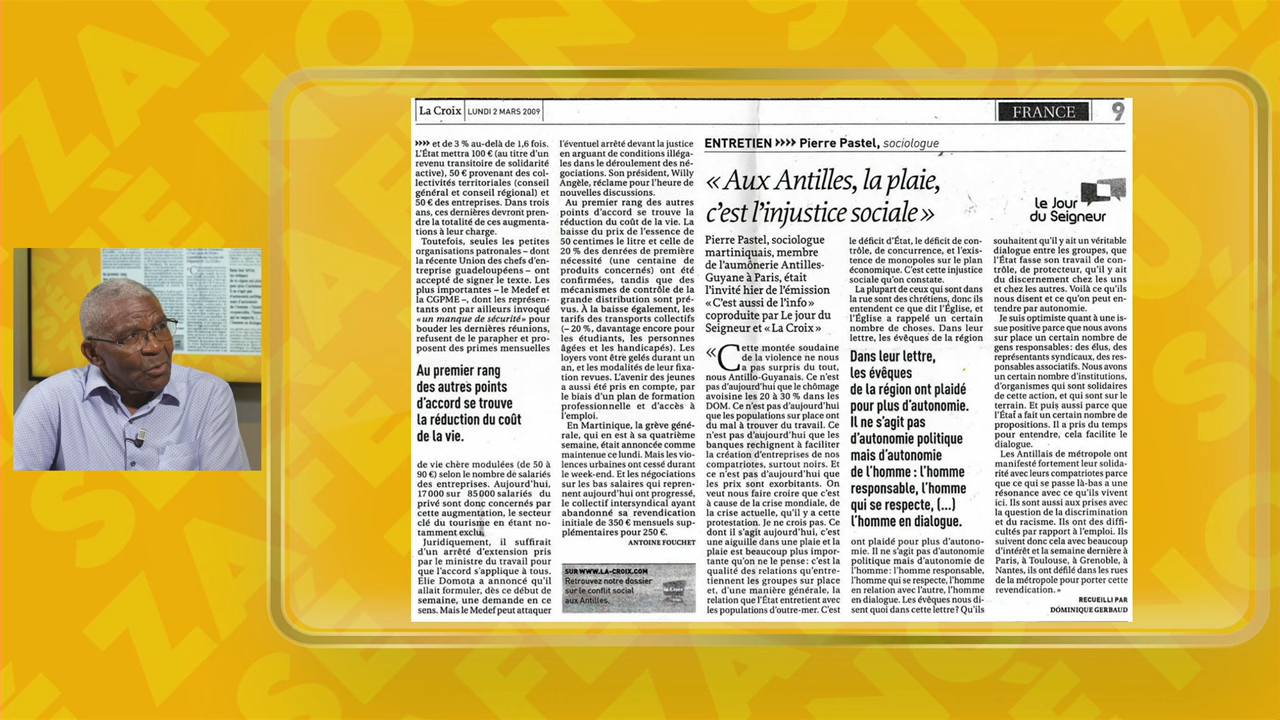 La Croix LUNDI 2 MARS 2009
FRANCE 9
»» et de 3 % au-delà de 1,6 fois.
L'État mettra 100 € (au titre d'un
revenu transitoire de solidarité
active), 50 € provenant des col-
lectivités territoriales (conseil
général et conseil régional) et
50 € des entreprises. Dans trois
ans, ces dernières devront pren-
dre la totalité de ces augmenta-
tions à leur charge.
Toutefois, seules les petites
organisations patronales – dont
la récente Union des chefs d'en-
treprise guadeloupéens – ont
accepté de signer le texte. Les
plus importantes – le Medef et
la CGPME –, dont les représen-
tants ont par ailleurs invoqué
« un manque de sécurité » pour
bouder les dernières réunions,
refusent de le parapher et pro-
posent des primes mensuelles
Au premier rang
des autres points
d'accord se trouve
la réduction du coût
de la vie.
de vie chère modulées (de 50 à
90 €) selon le nombre de salariés
des entreprises. Aujourd'hui,
17 000 sur 85 000 salariés du
privé sont donc concernés par
cette augmentation, le secteur
clé du tourisme en étant no-
tamment exclu.
Juridiquement, il suffirait
d'un arrêté d'extension pris
par le ministre du travail pour
que l'accord s'applique à tous.
Élie Domota a annoncé qu'il
allait formuler, dès ce début de
semaine, une demande en ce
sens. Mais le Medef peut attaquer
l'éventuel arrêté devant la justice
en arguant de conditions illéga-
les dans le déroulement des né-
gociations. Son président, Willy
Angèle, réclame pour l'heure de
nouvelles discussions.
Au premier rang des autres
points d'accord se trouve la
réduction du coût de la vie. La
baisse du prix de l'essence de
50 centimes le litre et celle de
20 % des denrées de première
nécessité (une centaine de
produits concernés) ont été
confirmées, tandis que des
mécanismes de contrôle de la
grande distribution sont pré-
vus. À la baisse également, les
tarifs des transports collectifs
(– 20 %, davantage encore pour
les étudiants, les personnes
âgées et les handicapés). Les
loyers vont être gelés durant un
an, et les modalités de leur fixa-
tion revues. L'avenir des jeunes
a aussi été pris en compte, par
le biais d'un plan de formation
professionnelle et d'accès à
l'emploi.
En Martinique, la grève géné-
rale, qui en est à sa quatrième
semaine, était annoncée comme
maintenue ce lundi. Mais les vio-
lences urbaines ont cessé durant
le week-end. Et les négociations
sur les bas salaires qui repren-
nent aujourd'hui ont progressé,
le collectif intersyndical ayant
abandonné sa revendication
initiale de 350 € mensuels sup-
plémentaires pour 250 €.
ANTOINE FOUCHET
SUR WWW.LA-CROIX.COM
Retrouvez notre dossier
sur le conflit social
aux Antilles.
ENTRETIEN »»» Pierre Pastel, sociologue
« Aux Antilles, la plaie,
c'est l'injustice sociale »
le Jour
du Seigneur
Pierre Pastel, sociologue
martiniquais, membre
de l'aumônerie Antilles-
Guyane à Paris, était
l'invité hier de l'émission
« C'est aussi de l'info »
coproduite par Le jour du
Seigneur et « La Croix »
« Cette montée soudaine
de la violence ne nous
a pas surpris du tout,
nous Antillo-Guyanais. Ce n'est
pas d'aujourd'hui que le chômage
avoisine les 20 à 30 % dans les
DOM. Ce n'est pas d'aujourd'hui
que les populations sur place ont
du mal à trouver du travail. Ce
n'est pas d'aujourd'hui que les
banques rechignent à faciliter
la création d'entreprises de nos
compatriotes, surtout noirs. Et
ce n'est pas d'aujourd'hui que
les prix sont exorbitants. On
veut nous faire croire que c'est
à cause de la crise mondiale, de
la crise actuelle, qu'il y a cette
protestation. Je ne crois pas. Ce
dont il s'agit aujourd'hui, c'est
une aiguille dans une plaie et la
plaie est beaucoup plus impor-
tante qu'on ne le pense : c'est la
qualité des relations qu'entre-
tiennent les groupes sur place
et, d'une manière générale, la
relation que l'État entretient avec
les populations d'outre-mer. C'est
le déficit d'État, le déficit de con-
trôle, de concurrence, et l'exis-
tence de monopoles sur le plan
économique. C'est cette injustice
sociale qu'on constate.
La plupart de ceux qui sont dans
la rue sont des chrétiens, donc ils
entendent ce que dit l'Église, et
l'Église a rappelé un certain
nombre de choses. Dans leur
lettre, les évêques de la région
Dans leur lettre,
les évêques
de la région ont plaidé
pour plus d'autonomie.
Il ne s'agit pas
d'autonomie politique
mais d'autonomie
de l'homme : l'homme
responsable, l'homme
qui se respecte, (...)
l'homme en dialogue.
ont plaidé pour plus d'autono-
mie. Il ne s'agit pas d'autonomie
politique mais d'autonomie de
l'homme : l'homme responsable,
l'homme qui se respecte, l'homme
en relation avec l'autre, l'homme
en dialogue. Les évêques nous di-
sent quoi dans cette lettre ? Qu'ils
souhaitent qu'il y ait un véritable
dialogue entre les groupes, que
l'État fasse son travail de con-
trôle, de protecteur, qu'il y ait
du discernement chez les uns
et chez les autres. Voilà ce qu'ils
nous disent et ce qu'on peut en-
tendre par autonomie.
Je suis optimiste quant à une is-
sue positive parce que nous avons
sur place un certain nombre de
gens responsables : des élus, des
représentants syndicaux, des res-
ponsables associatifs. Nous avons
un certain nombre d'institutions,
d'organismes qui sont solidaires
de cette action, et qui sont sur le
terrain. Et puis aussi parce que
l'État a fait un certain nombre de
propositions. Il a pris du temps
pour entendre, cela facilite le
dialogue.
Les Antillais de métropole ont
manifesté fortement leur solida-
rité avec leurs compatriotes parce
que ce qui se passe là-bas a une
résonance avec ce qu'ils vivent
ici. Ils sont aussi aux prises avec
la question de la discrimination
et du racisme. Ils ont des diffi-
cultés par rapport à l'emploi. Ils
suivent donc cela avec beaucoup
d'intérêt et la semaine dernière à
Paris, à Toulouse, à Grenoble, à
Nantes, ils ont défilé dans les rues
de la métropole pour porter cette
revendication. »
RECUEILLI PAR
DOMINIQUE GERBAUD